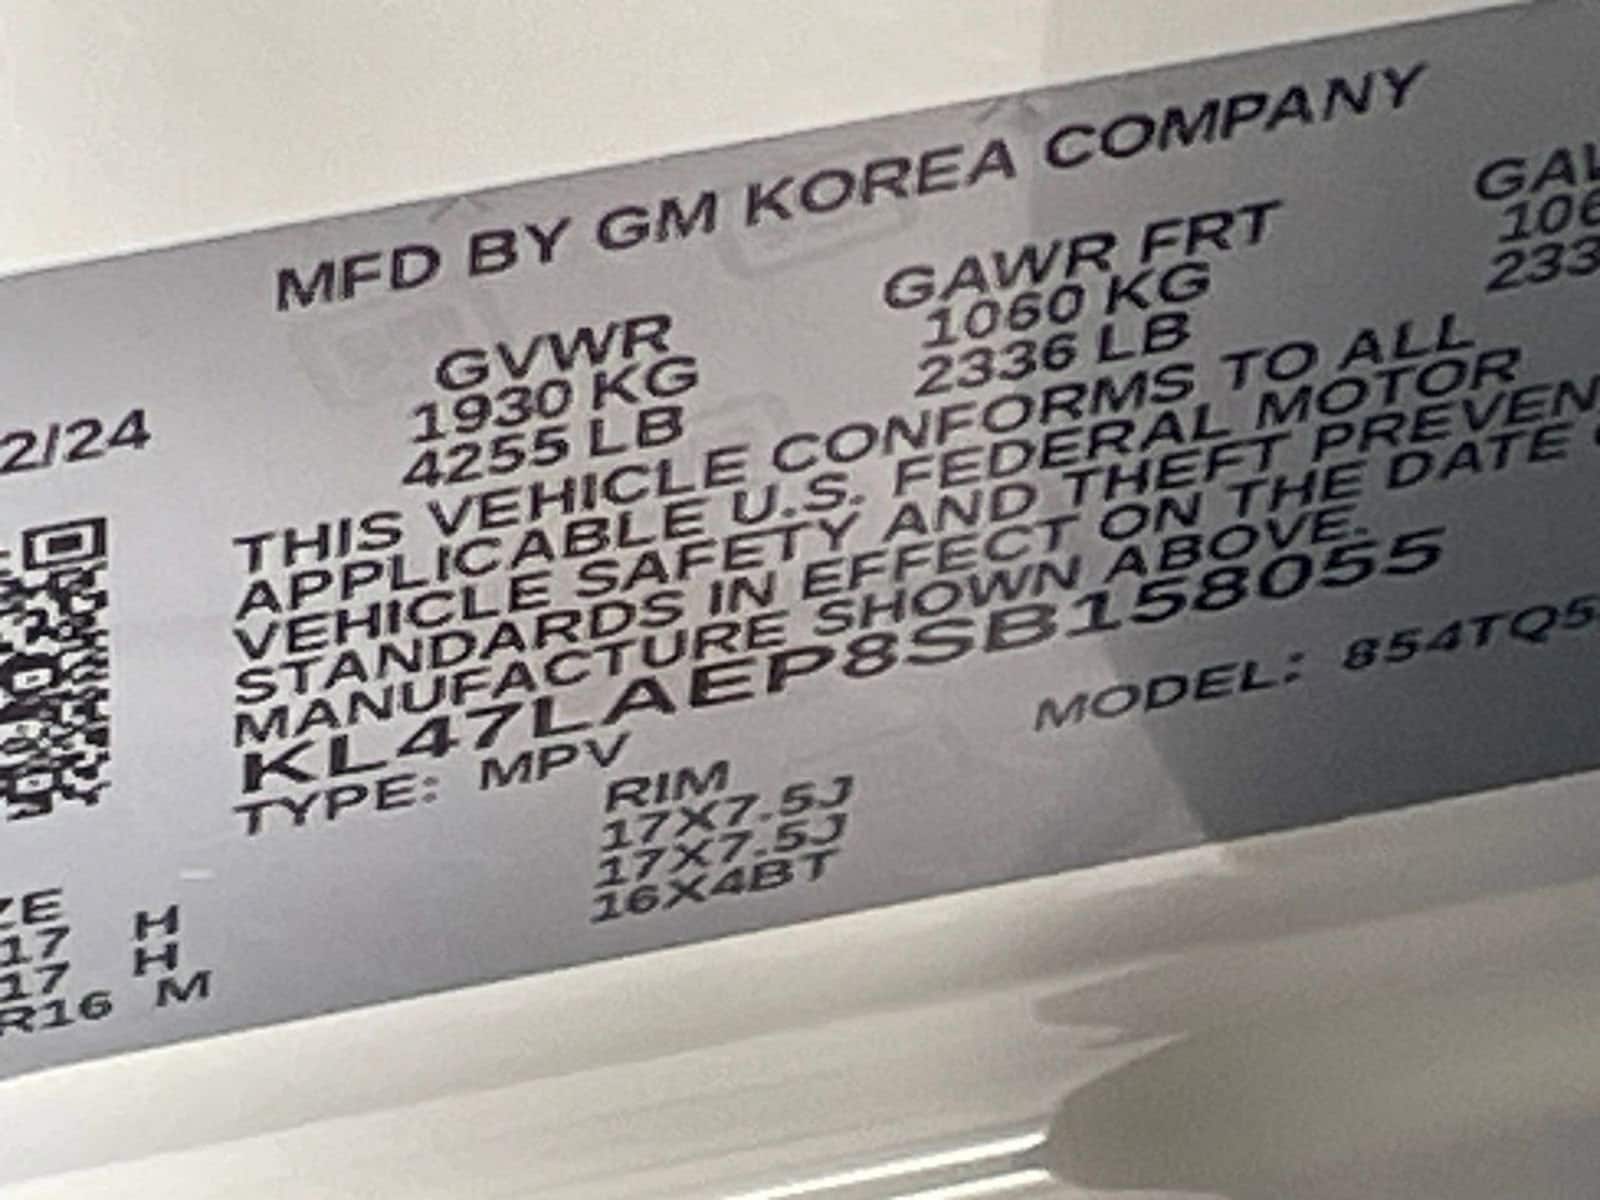 MFD BY GM KOREA COMPANY
2/24
GVWR GAWR FRT
1930 KG 1060 KG
4255 LB 2336 LB
THIS VEHICLE CONFORMS TO ALL
APPLICABLE U.S. FEDERAL MOTOR
VEHICLE SAFETY AND THEFT PREVEN
STANDARDS IN EFFECT ON THE DATE
MANUFACTURE SHOWN ABOVE.
KL47LAEP8SB158055
TYPE: MPV MODEL: 854TQ5
RIM
17 H 17X7.5J
17 H 17X7.5J
R16 M 16X4BT